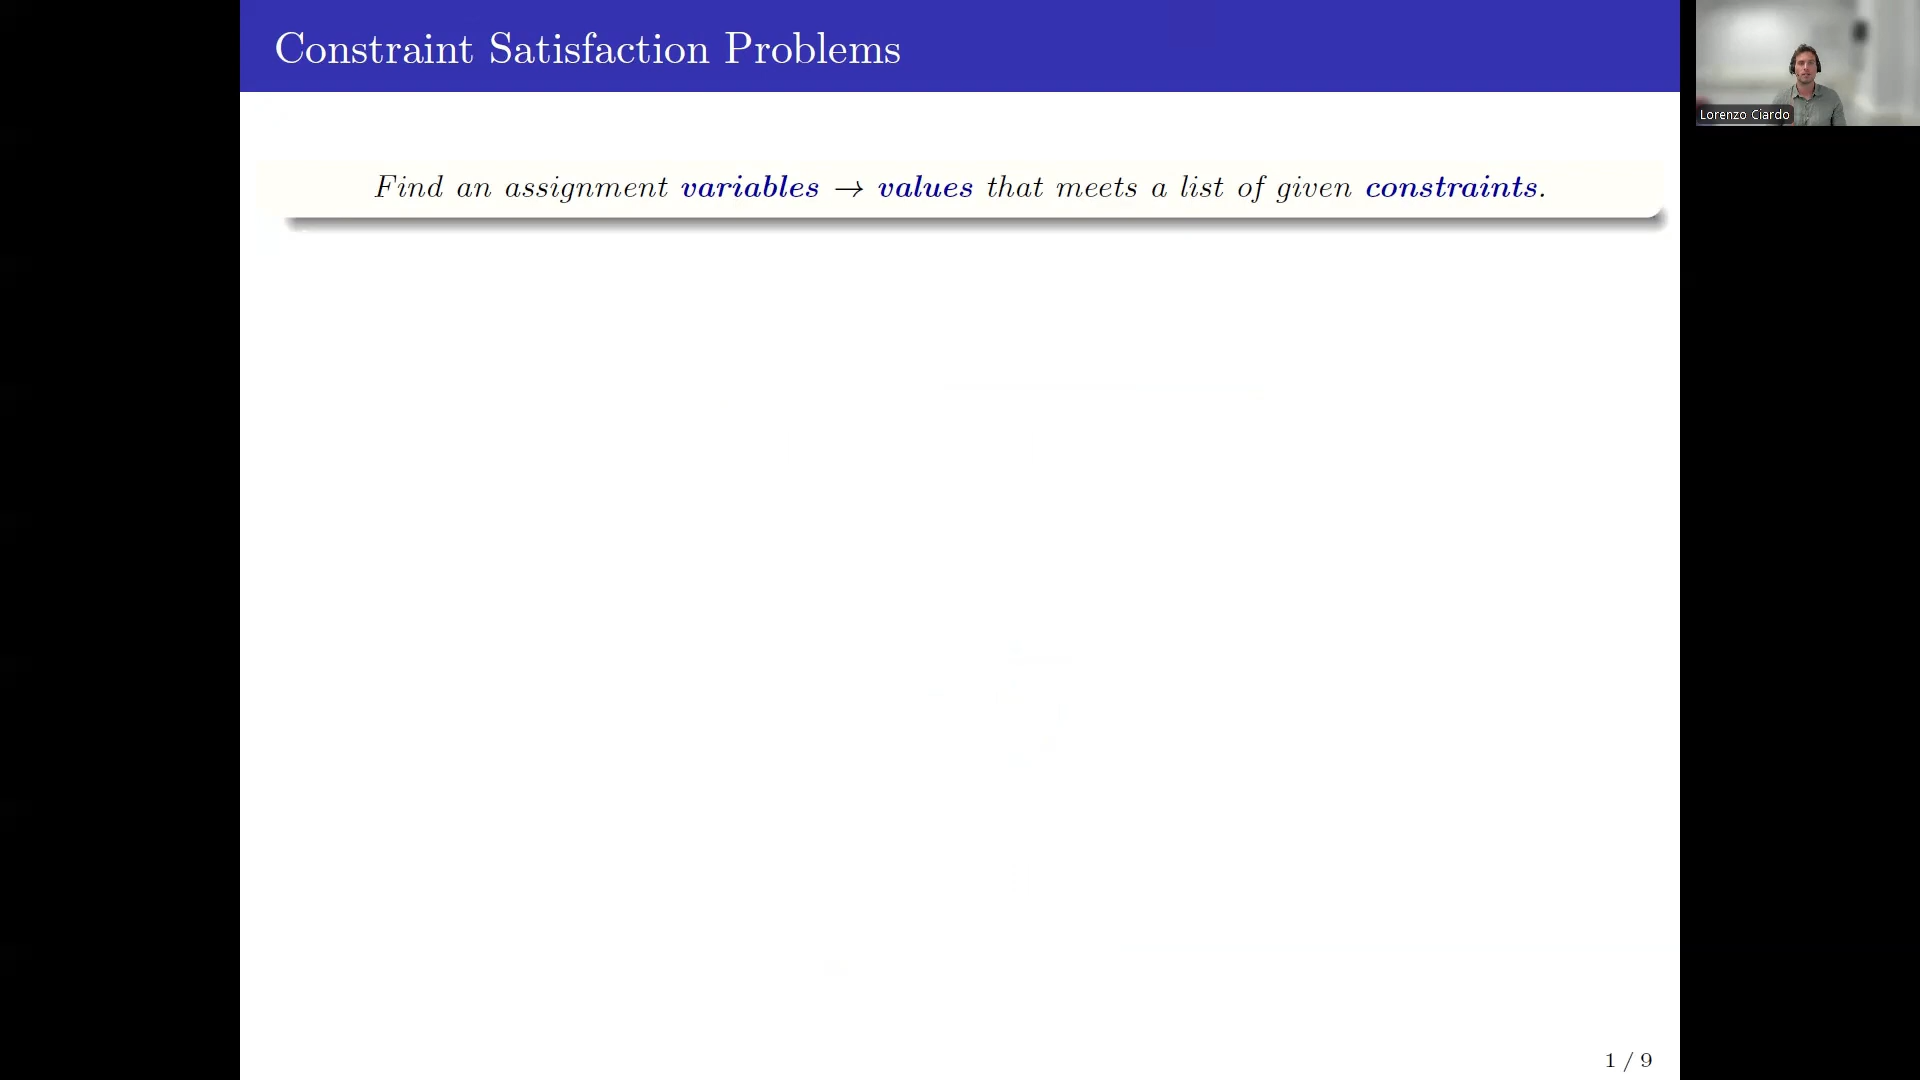 Constraint Satisfaction Problems
Lorenzo Ciardo
Find an assignment variables → values that meets a list of given constraints.
1 / 9